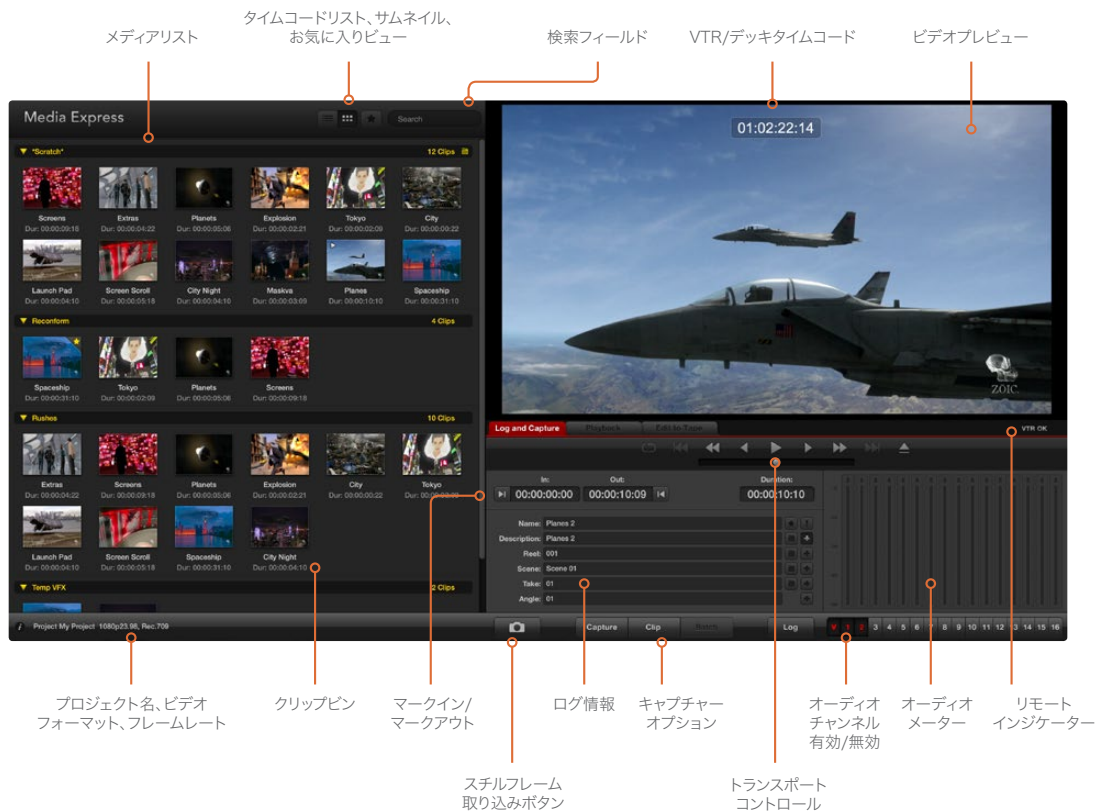 タイムコードリスト、サムネイル、
お気に入りビュー
メディアリスト
検索フィールド
VTR/デッキタイムコード
ビデオプレビュー
Media Express
Search
01:02:22:14
*Scratch*
12 Clips
Screens
Extras
Planets
Explosion
Tokyo
City
Dur: 00:00:09:18
Dur: 00:00:04:22
Dur: 00:00:05:06
Dur: 00:00:02:21
Dur: 00:00:02:09
Dur: 00:00:00:22
Launch Pad
Screen Scroll
City Night
Maskva
Planes
Spaceship
Dur: 00:00:04:10
Dur: 00:00:05:18
Dur: 00:00:04:10
Dur: 00:00:03:09
Dur: 00:00:10:10
Dur: 00:00:31:10
Reconform
4 Clips
Spaceship
Tokyo
Planets
Screens
Dur: 00:00:31:10
Dur: 00:00:02:09
Dur: 00:00:05:06
Dur: 00:00:09:18
ZOIC
Rushes
10 Clips
Log and Capture
Playback
Edit to Tape
VTR OK
Extras
Screens
Planets
Explosion
City
Tokyo
Dur: 00:00:04:22
Dur: 00:00:09:18
Dur: 00:00:05:06
Dur: 00:00:02:21
Dur: 00:00:00:22
Launch Pad
Screen Scroll
Spaceship
City Night
Dur: 00:00:04:10
Dur: 00:00:05:18
Dur: 00:00:31:10
Dur: 00:00:04:10
Temp VFX
2 Clips
In:
Out:
Duration:
00:00:00:00
00:00:10:09
00:00:10:10
Name: Planes 2
Description: Planes 2
Reel: 001
Scene: Scene 01
Take: 01
Angle: 01
Project My Project 1080p23.98, Rec.709
Capture
Clip
Batch
Log
V 1 2 3 4 5 6 7 8 9 10 11 12 13 14 15 16
プロジェクト名、ビデオ
フォーマット、フレームレート
クリップビン
マークイン/
マークアウト
ログ情報
キャプチャー
オプション
オーディオ
チャンネル
有効/無効
オーディオ
メーター
リモート
インジケーター
スチルフレーム
取り込みボタン
トランスポート
コントロール